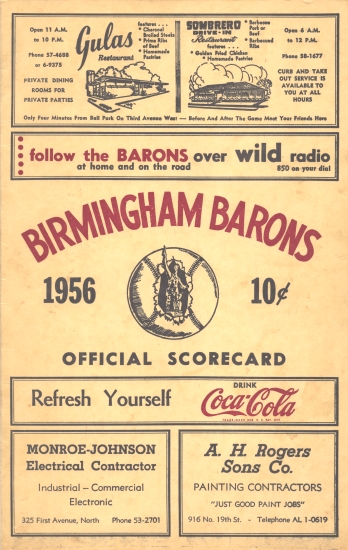 Open 11 A.M.
to 10 P.M.
Phone 57-4688
or 6-9375
PRIVATE DINING
ROOMS FOR
PRIVATE PARTIES
Gulas
Restaurant
features . . .
• Charcoal
Broiled Steaks
• Prime Ribs
of Beef
• Homemade
Pastries
SOMBRERO
DRIVE-IN
Restaurant
features . . .
• Golden Fried Chicken
• Homemade Pastries
• Barbecue
Pork or
Beef
• Barbecued
Ribs
Open 6 A.M.
to 12 P.M.
Phone 50-1677
CURB AND TAKE
OUT SERVICE IS
AVAILABLE TO
YOU AT ALL
HOURS
Only Four Minutes From Ball Park On Third Avenue West — Before And After The Game Meet Your Friends Here
follow the BARONS over wild radio
at home and on the road
850 on your dial
BIRMINGHAM BARONS
1956
10¢
OFFICIAL SCORECARD
Refresh Yourself
DRINK
Coca-Cola
MONROE-JOHNSON
Electrical Contractor
Industrial – Commercial
Electronic
325 First Avenue, North Phone 53-2701
A. H. Rogers
Sons Co.
PAINTING CONTRACTORS
"JUST GOOD PAINT JOBS"
916 No. 19th St. - Telephone AL 1-0619